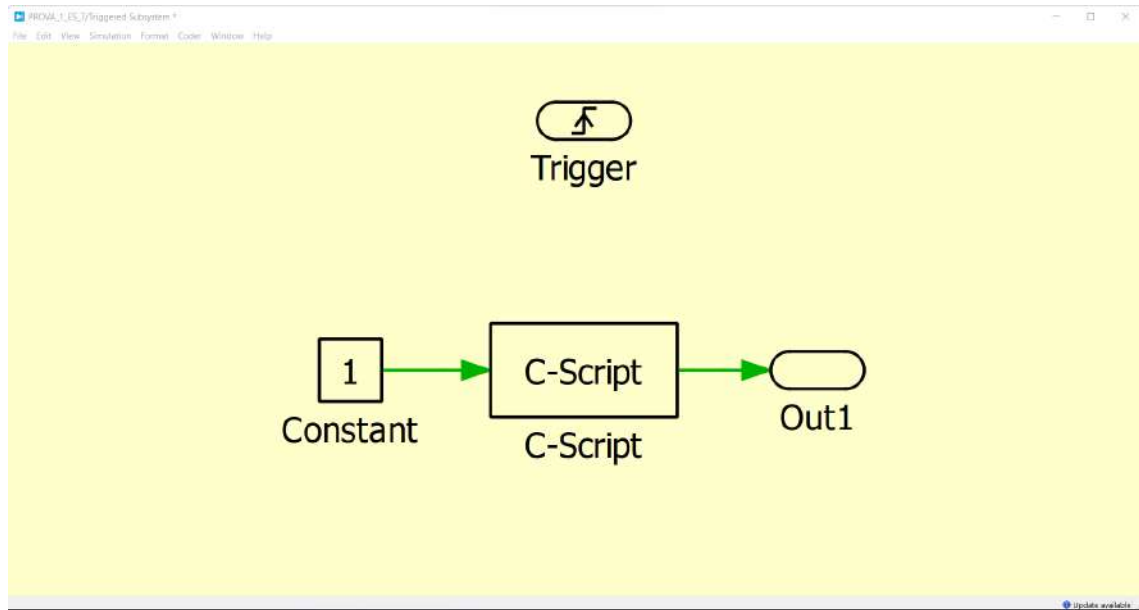 PROVA_1_ES_7/Triggered Subsystem *
File Edit View Simulation Format Coder Window Help
Trigger
1
C-Script
Constant
C-Script
Out1
Update available